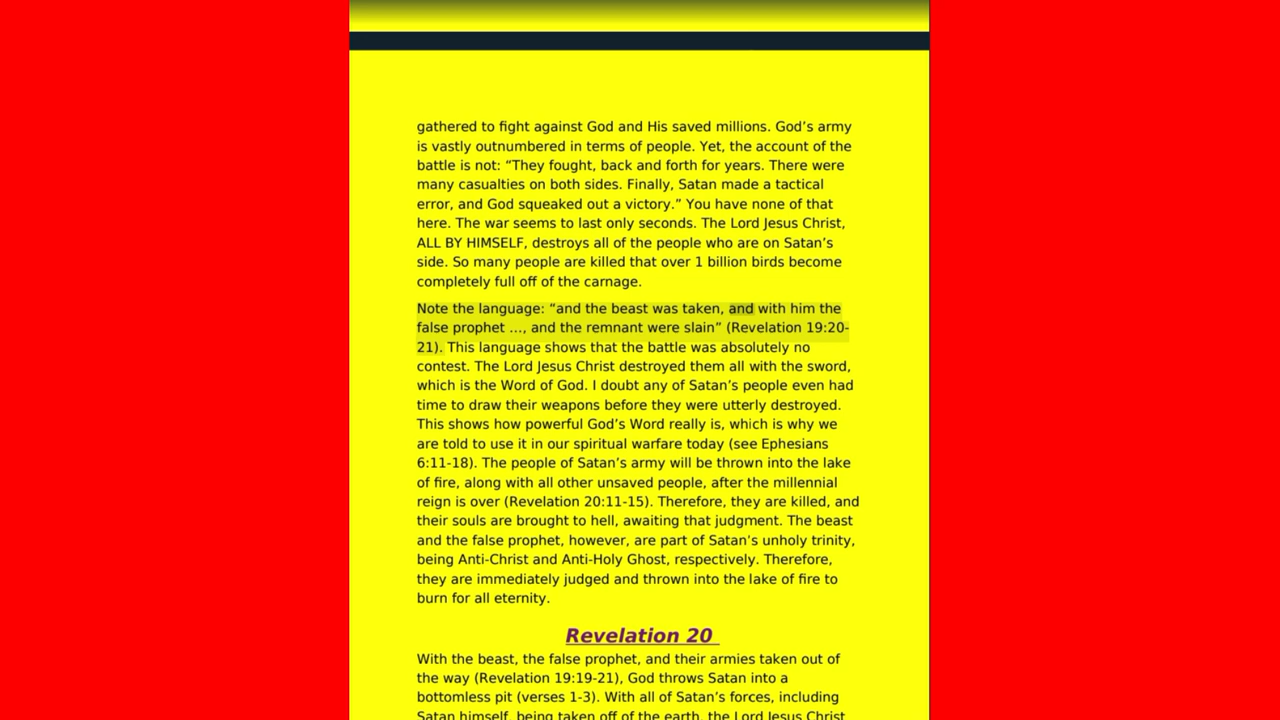 gathered to fight against God and His saved millions. God’s army
is vastly outnumbered in terms of people. Yet, the account of the
battle is not: “They fought, back and forth for years. There were
many casualties on both sides. Finally, Satan made a tactical
error, and God squeaked out a victory.” You have none of that
here. The war seems to last only seconds. The Lord Jesus Christ,
ALL BY HIMSELF, destroys all of the people who are on Satan’s
side. So many people are killed that over 1 billion birds become
completely full off of the carnage.
Note the language: “and the beast was taken, and with him the
false prophet …, and the remnant were slain” (Revelation 19:20-
21). This language shows that the battle was absolutely no
contest. The Lord Jesus Christ destroyed them all with the sword,
which is the Word of God. I doubt any of Satan’s people even had
time to draw their weapons before they were utterly destroyed.
This shows how powerful God’s Word really is, which is why we
are told to use it in our spiritual warfare today (see Ephesians
6:11-18). The people of Satan’s army will be thrown into the lake
of fire, along with all other unsaved people, after the millennial
reign is over (Revelation 20:11-15). Therefore, they are killed, and
their souls are brought to hell, awaiting that judgment. The beast
and the false prophet, however, are part of Satan’s unholy trinity,
being Anti-Christ and Anti-Holy Ghost, respectively. Therefore,
they are immediately judged and thrown into the lake of fire to
burn for all eternity.
Revelation 20
With the beast, the false prophet, and their armies taken out of
the way (Revelation 19:19-21), God throws Satan into a
bottomless pit (verses 1-3). With all of Satan’s forces, including
Satan himself, being taken off of the earth, the Lord Jesus Christ